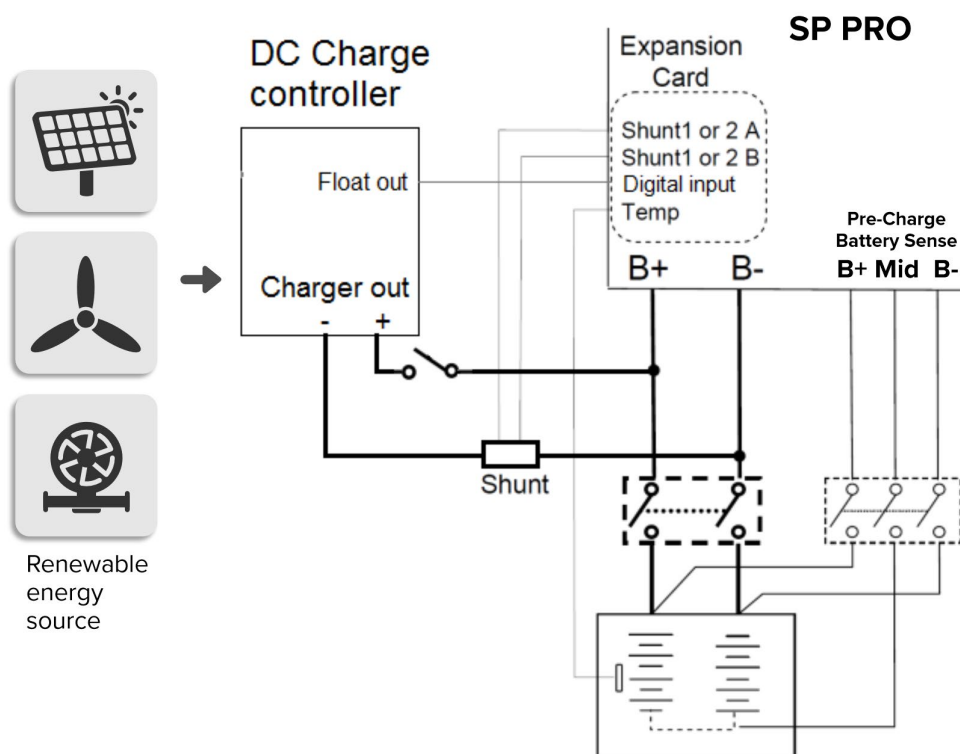 SP PRO
DC Charge
controller
Expansion
Card
Shunt1 or 2 A
Shunt1 or 2 B
Digital input
Temp
Float out
Pre-Charge
Battery Sense
B+ Mid B-
B+ B-
Charger out
- +
Shunt
Renewable
energy
source